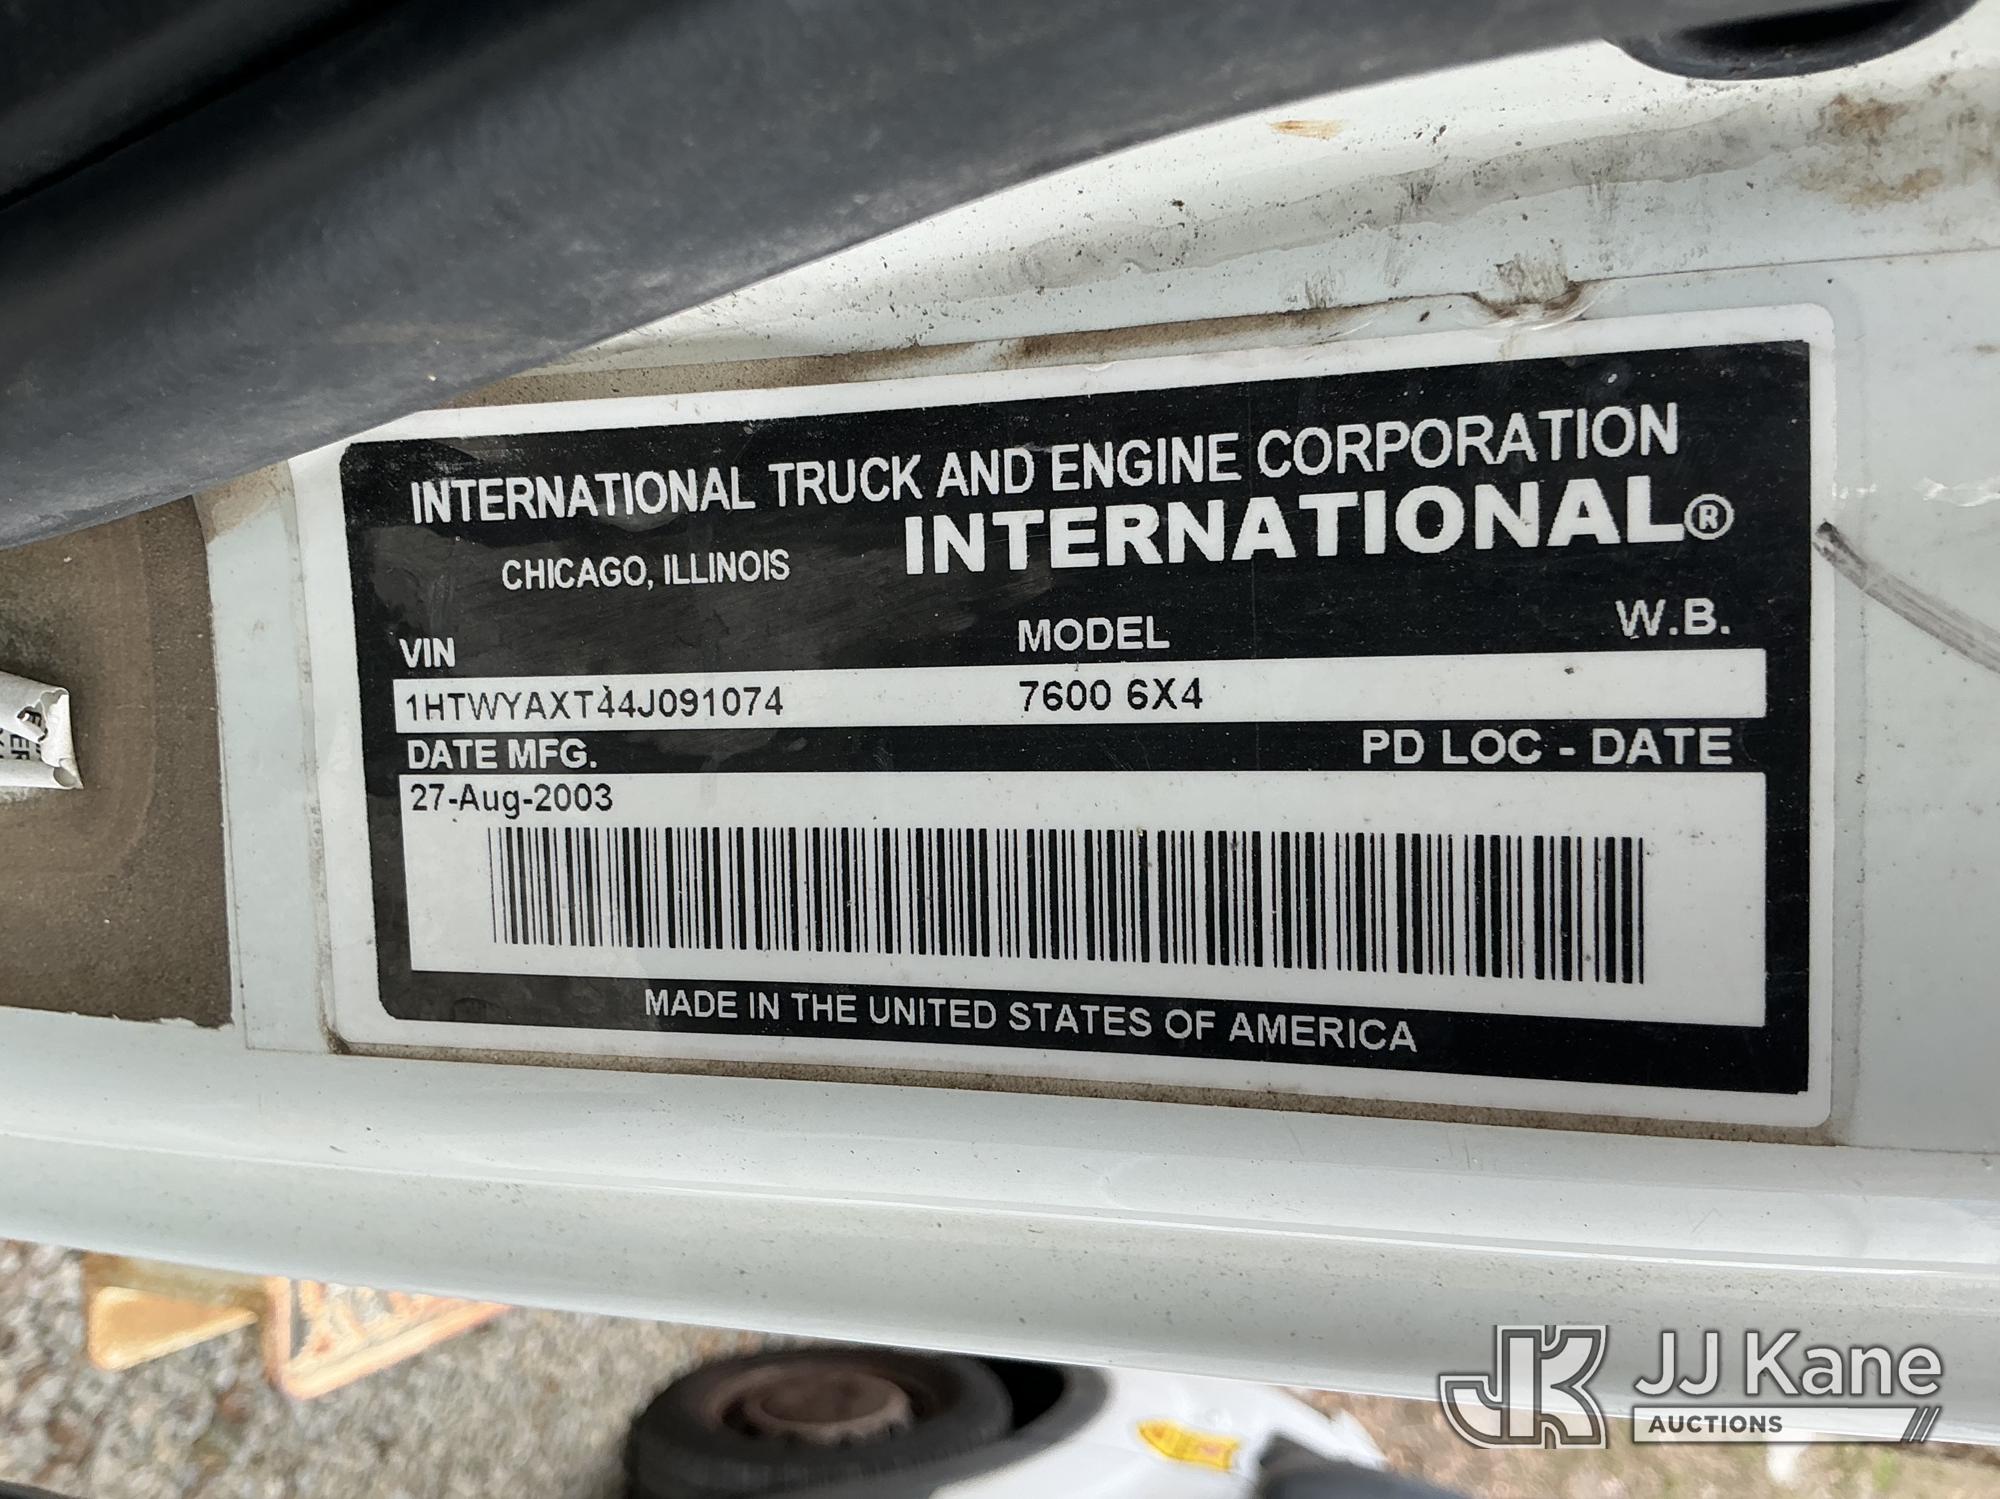 INTERNATIONAL TRUCK AND ENGINE CORPORATION
CHICAGO, ILLINOIS
INTERNATIONAL®
VIN MODEL W.B.
1HTWYAXT44J091074 7600 6X4
DATE MFG. PD LOC - DATE
27-Aug-2003
MADE IN THE UNITED STATES OF AMERICA
JK JJ Kane
AUCTIONS